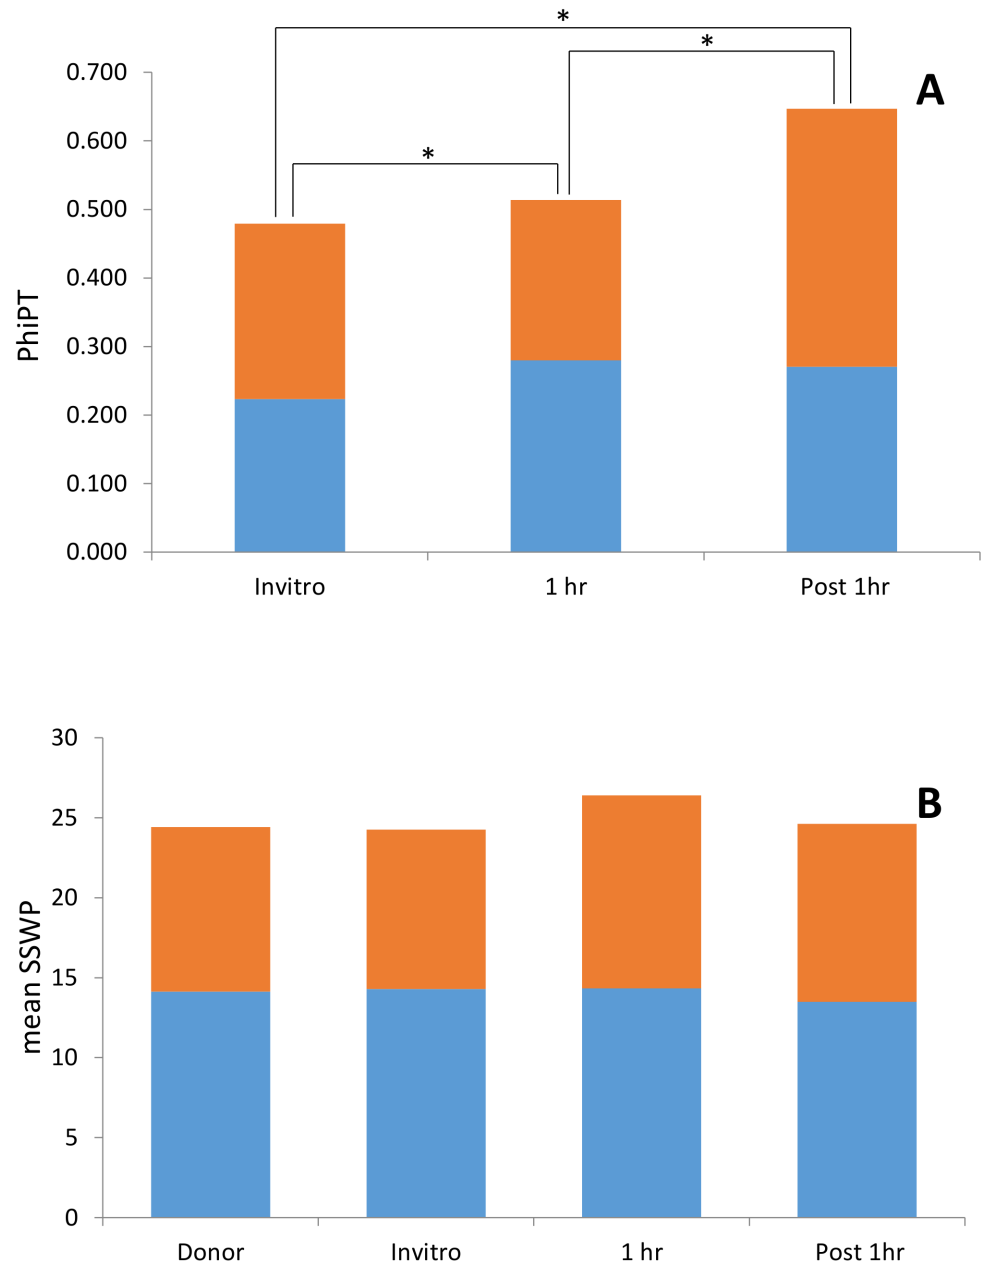 *
*
A
*
0.700
0.600
0.500
0.400
0.300
0.200
0.100
0.000
PhiPT
Invitro
1 hr
Post 1hr
B
30
25
20
15
10
5
0
mean SSWP
Donor
Invitro
1 hr
Post 1hr